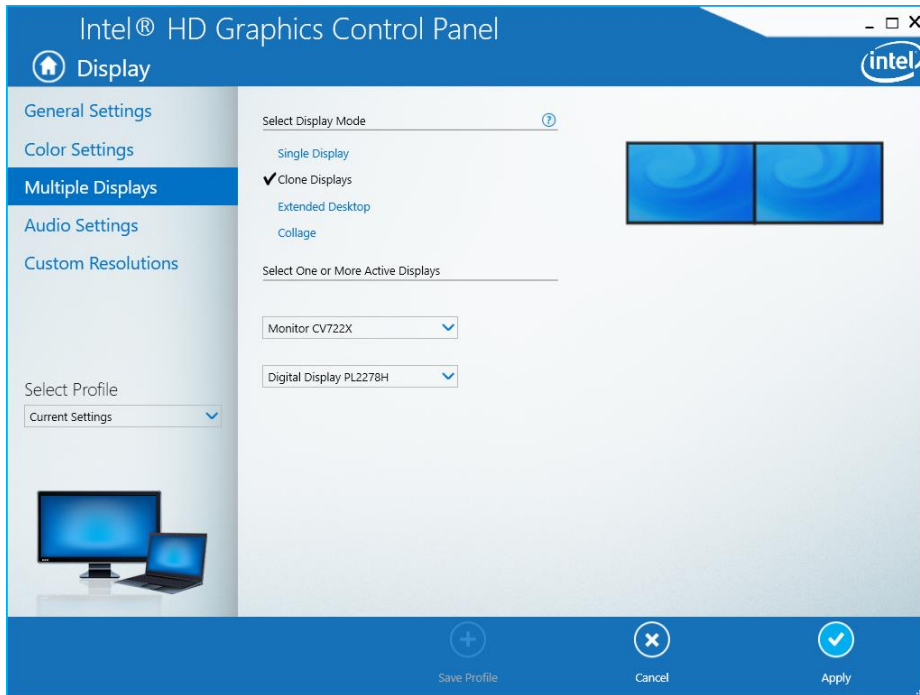 Intel® HD Graphics Control Panel
Display
intel
General Settings
Color Settings
Multiple Displays
Audio Settings
Custom Resolutions
Select Profile
Current Settings
Select Display Mode
?
Single Display
Clone Displays
Extended Desktop
Collage
Select One or More Active Displays
Monitor CV722X
Digital Display PL2278H
Save Profile
Cancel
Apply